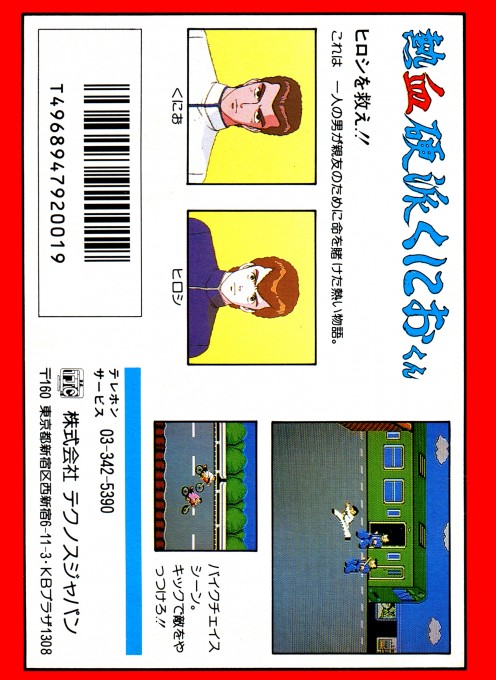 熱血硬派くにおくん
ヒロシを救え!!
これは 一人の男が親友のために命を賭けた熱い物語。
くにお
ヒロシ
バイクチェイス
シーン。
キックで敵をや
っつけろ!!
T4968947920019
テレホン
サービス 03-342-5390
株式会社 テクノスジャパン
〒160 東京都新宿区西新宿6-11-3・KBプラザ1308